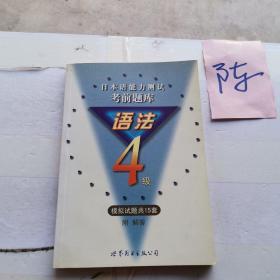 日本语能力测试
考前题库
语法
4
级
模拟试题共15套
附 解答
世界图书出版公司
陈